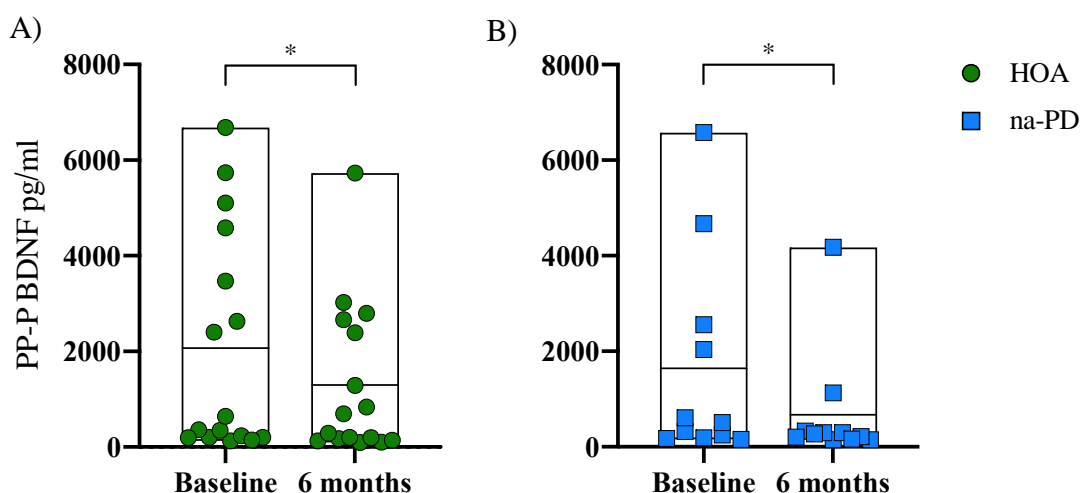 A)
B)
*
*
HOA
na-PD
PP-P BDNF pg/ml
8000
6000
4000
2000
0
Baseline 6 months
8000
6000
4000
2000
0
Baseline 6 months